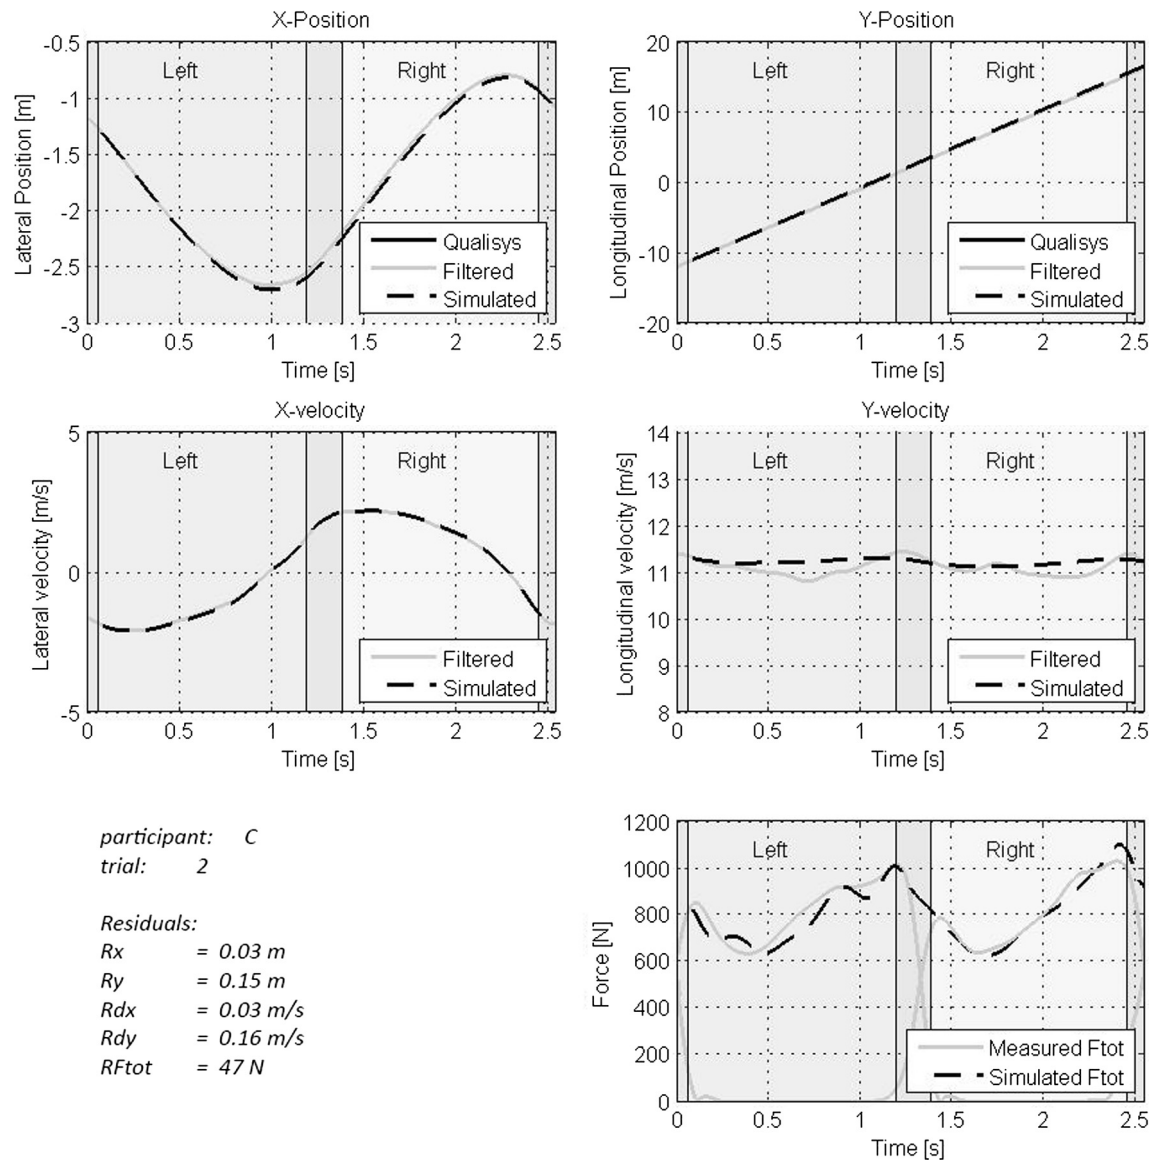 X-Position
Lateral Position [m]
-0.5
-1
-1.5
-2
-2.5
-3
Left
Right
Qualisys
Filtered
Simulated
0 0.5 1 1.5 2 2.5
Time [s]
Y-Position
Longitudinal Position [m]
20
10
0
-10
-20
Left
Right
Qualisys
Filtered
Simulated
0 0.5 1 1.5 2 2.5
Time [s]
X-velocity
Lateral velocity [m/s]
5
0
-5
Left
Right
Filtered
Simulated
0 0.5 1 1.5 2 2.5
Time [s]
Y-velocity
Longitudinal velocity [m/s]
14
13
12
11
10
9
8
Left
Right
Filtered
Simulated
0 0.5 1 1.5 2 2.5
Time [s]
participant: C
trial: 2
Residuals:
Rx = 0.03 m
Ry = 0.15 m
Rdx = 0.03 m/s
Rdy = 0.16 m/s
RFtot = 47 N
Force [N]
1200
1000
800
600
400
200
0
Left
Right
Measured Ftot
Simulated Ftot
0 0.5 1 1.5 2 2.5
Time [s]